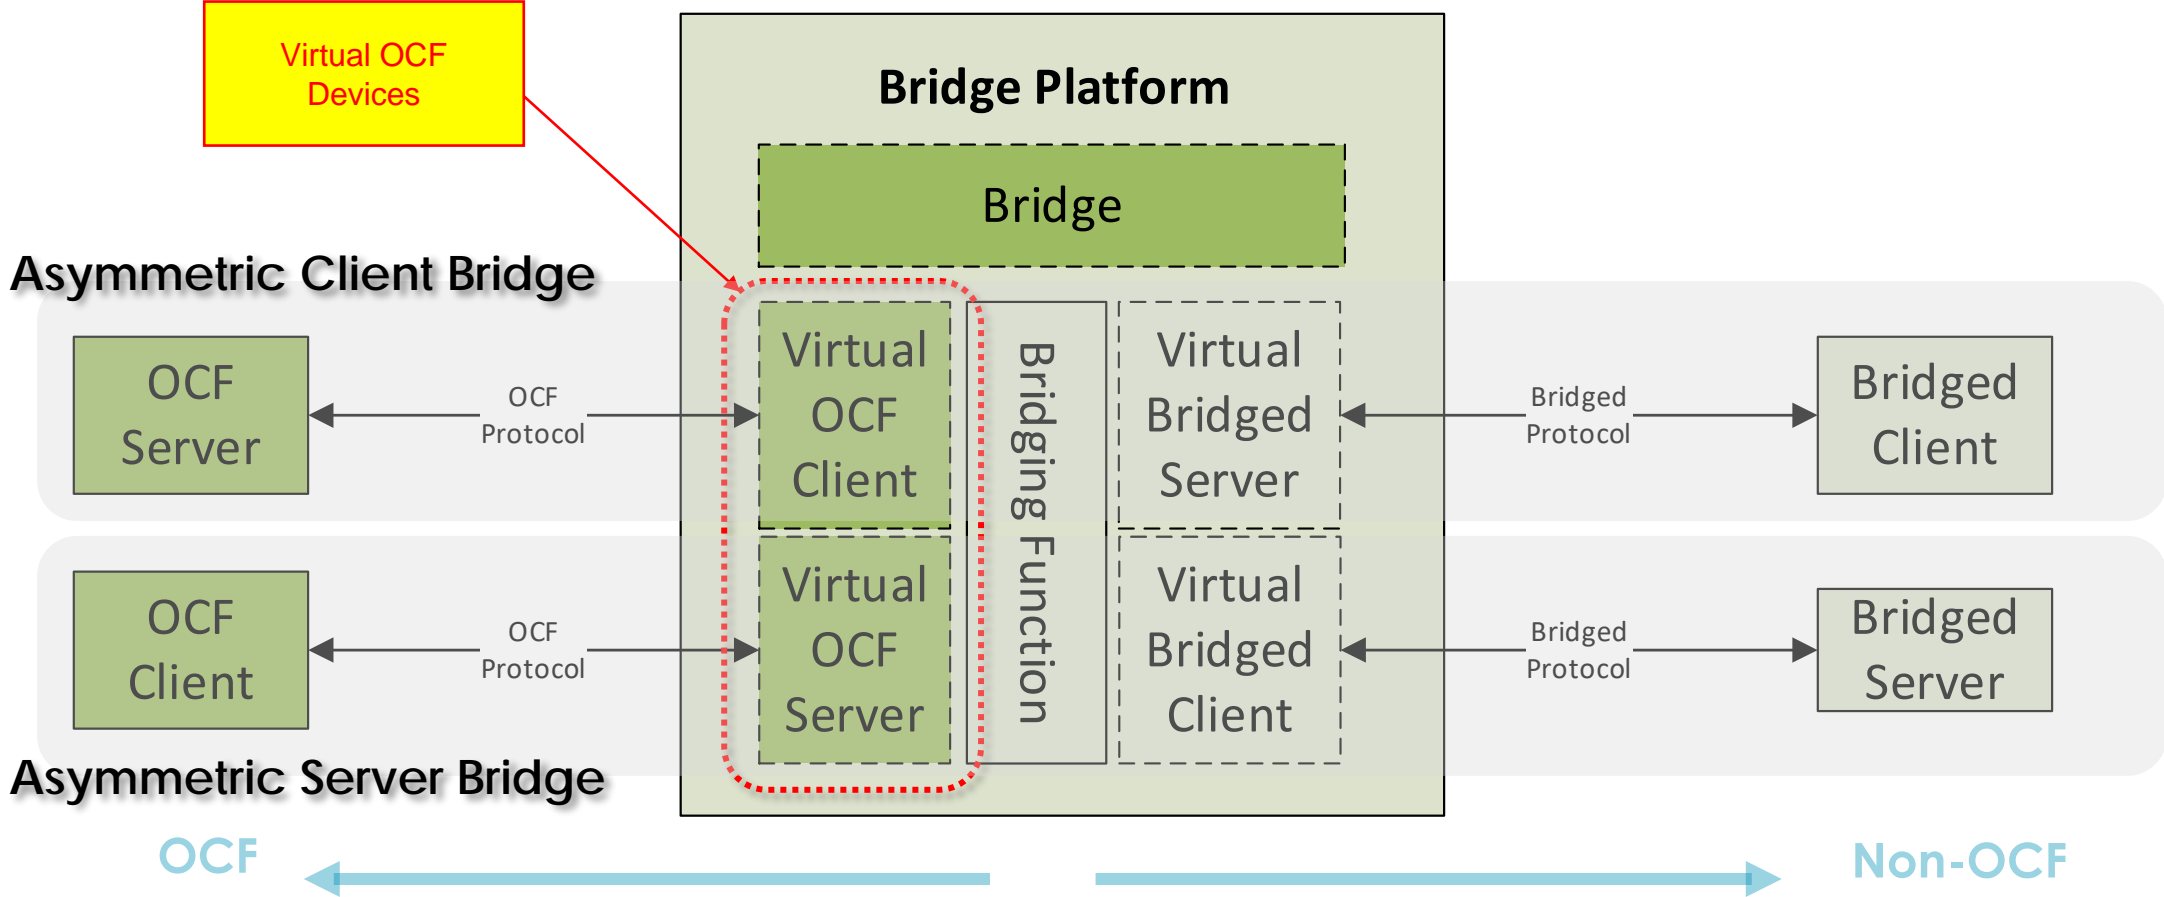 Virtual OCF
Devices
Bridge Platform
Bridge
Asymmetric Client Bridge
OCF
Server
OCF
Protocol
Virtual
OCF
Client
Bridging Function
Virtual
Bridged
Server
Bridged
Protocol
Bridged
Client
OCF
Client
OCF
Protocol
Virtual
OCF
Server
Virtual
Bridged
Client
Bridged
Protocol
Bridged
Server
Asymmetric Server Bridge
OCF
Non-OCF